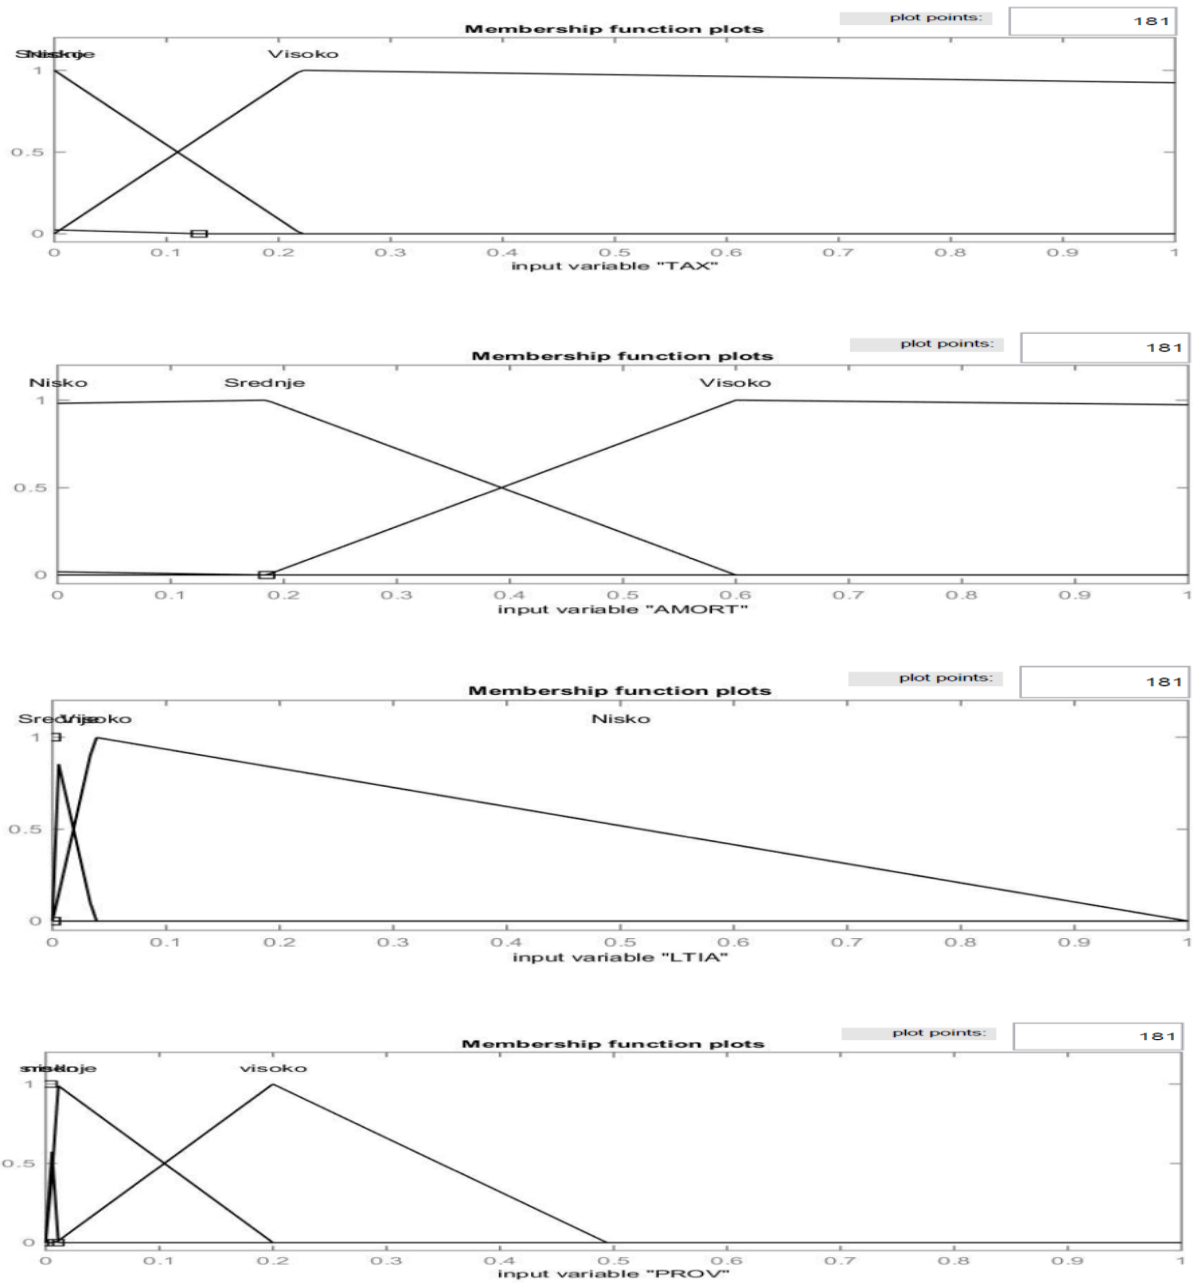 plot points: 181
Membership function plots
Visoko
1
0.5
0
0 0.1 0.2 0.3 0.4 0.5 0.6 0.7 0.8 0.9 1
input variable "TAX"
plot points: 181
Membership function plots
Nisko Srednje Visoko
1
0.5
0
0 0.1 0.2 0.3 0.4 0.5 0.6 0.7 0.8 0.9 1
input variable "AMORT"
plot points: 181
Membership function plots
Srednje Visoko Nisko
1
0.5
0
0 0.1 0.2 0.3 0.4 0.5 0.6 0.7 0.8 0.9 1
input variable "LTIA"
plot points: 181
Membership function plots
visoko
1
0.5
0
0 0.1 0.2 0.3 0.4 0.5 0.6 0.7 0.8 0.9 1
input variable "PROV"